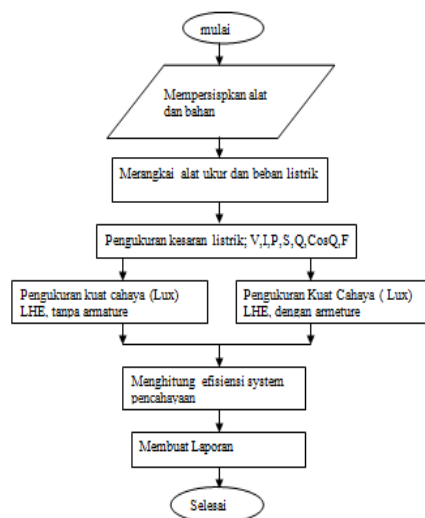 mulai
Mempersispkan alat
dan bahan
Merangkai alat ukur dan beban listrik
Pengukuran kesaran listrik; V,I,P,S,Q,CosQ,F
Pengukuran kuat cahaya (Lux)
LHE, tanpa armature
Pengukuran Kuat Cahaya ( Lux)
LHE, dengan armeture
Menghitung efisiensi system
pencahayaan
Membuat Laporan
Selesai